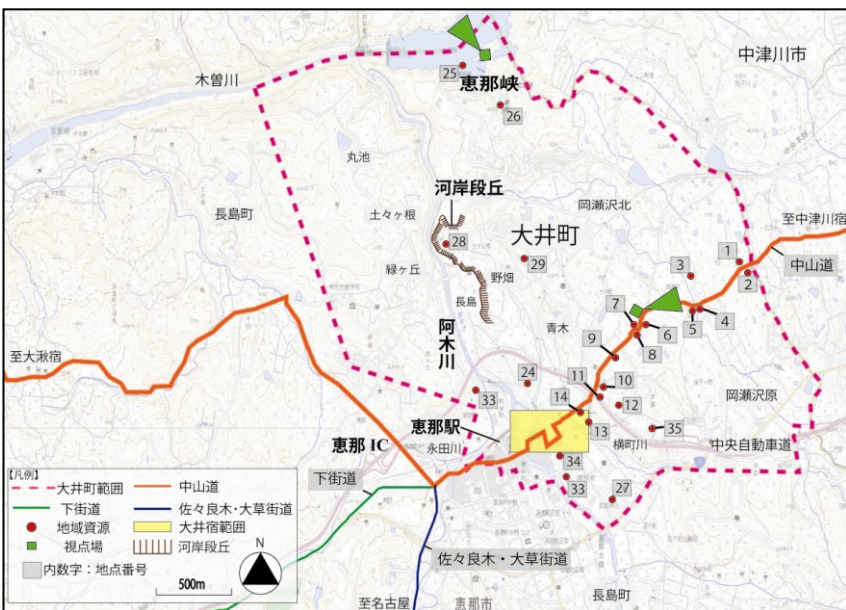 中津川市
木曽川
25
恵那峡
26
丸池
河岸段丘
岡瀬沢北
至中津川宿
土々ヶ根
長島町
28
大井町
1
中山道
29
3
2
緑ヶ丘
野畑
長島
7
阿木川
青木
6
5
4
8
至大湫宿
9
24
11
10
岡瀬沢原
33
14
12
恵那駅
13
35
恵那 IC
永田川
横町川
中央自動車道
34
【凡例】
下街道
33
大井町範囲
中山道
27
下街道
佐々良木・大草街道
地域資源
大井宿範囲
視点場
河岸段丘
佐々良木・大草街道
内数字:地点番号
N
500m
至名古屋
恵那市
長島町